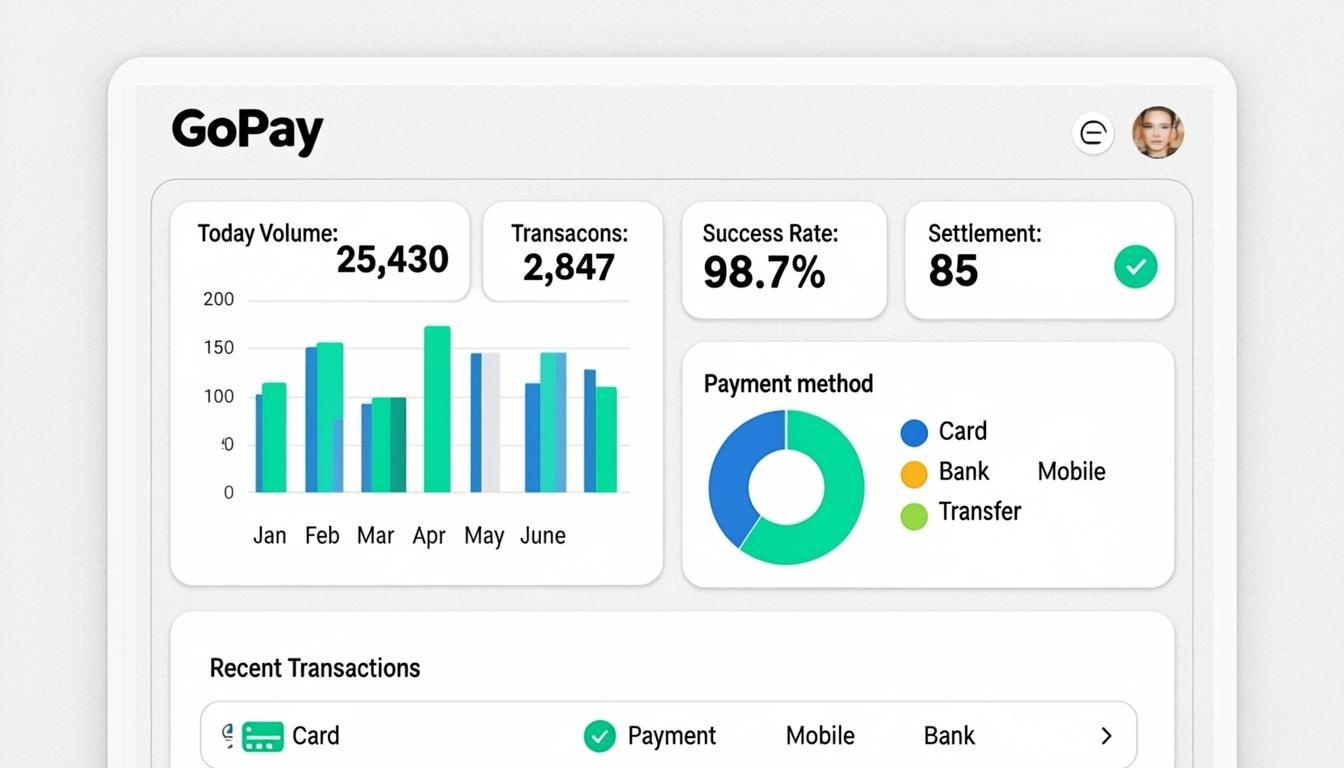 GoPay
Today Volume:
25,430
Transacons:
2,847
Success Rate:
98.7%
Settlement:
85
200
150
100
0
Jan Feb Mar Apr May June
Payment method
Card
Bank Mobile
Transfer
Recent Transactions
Card Payment Mobile Bank